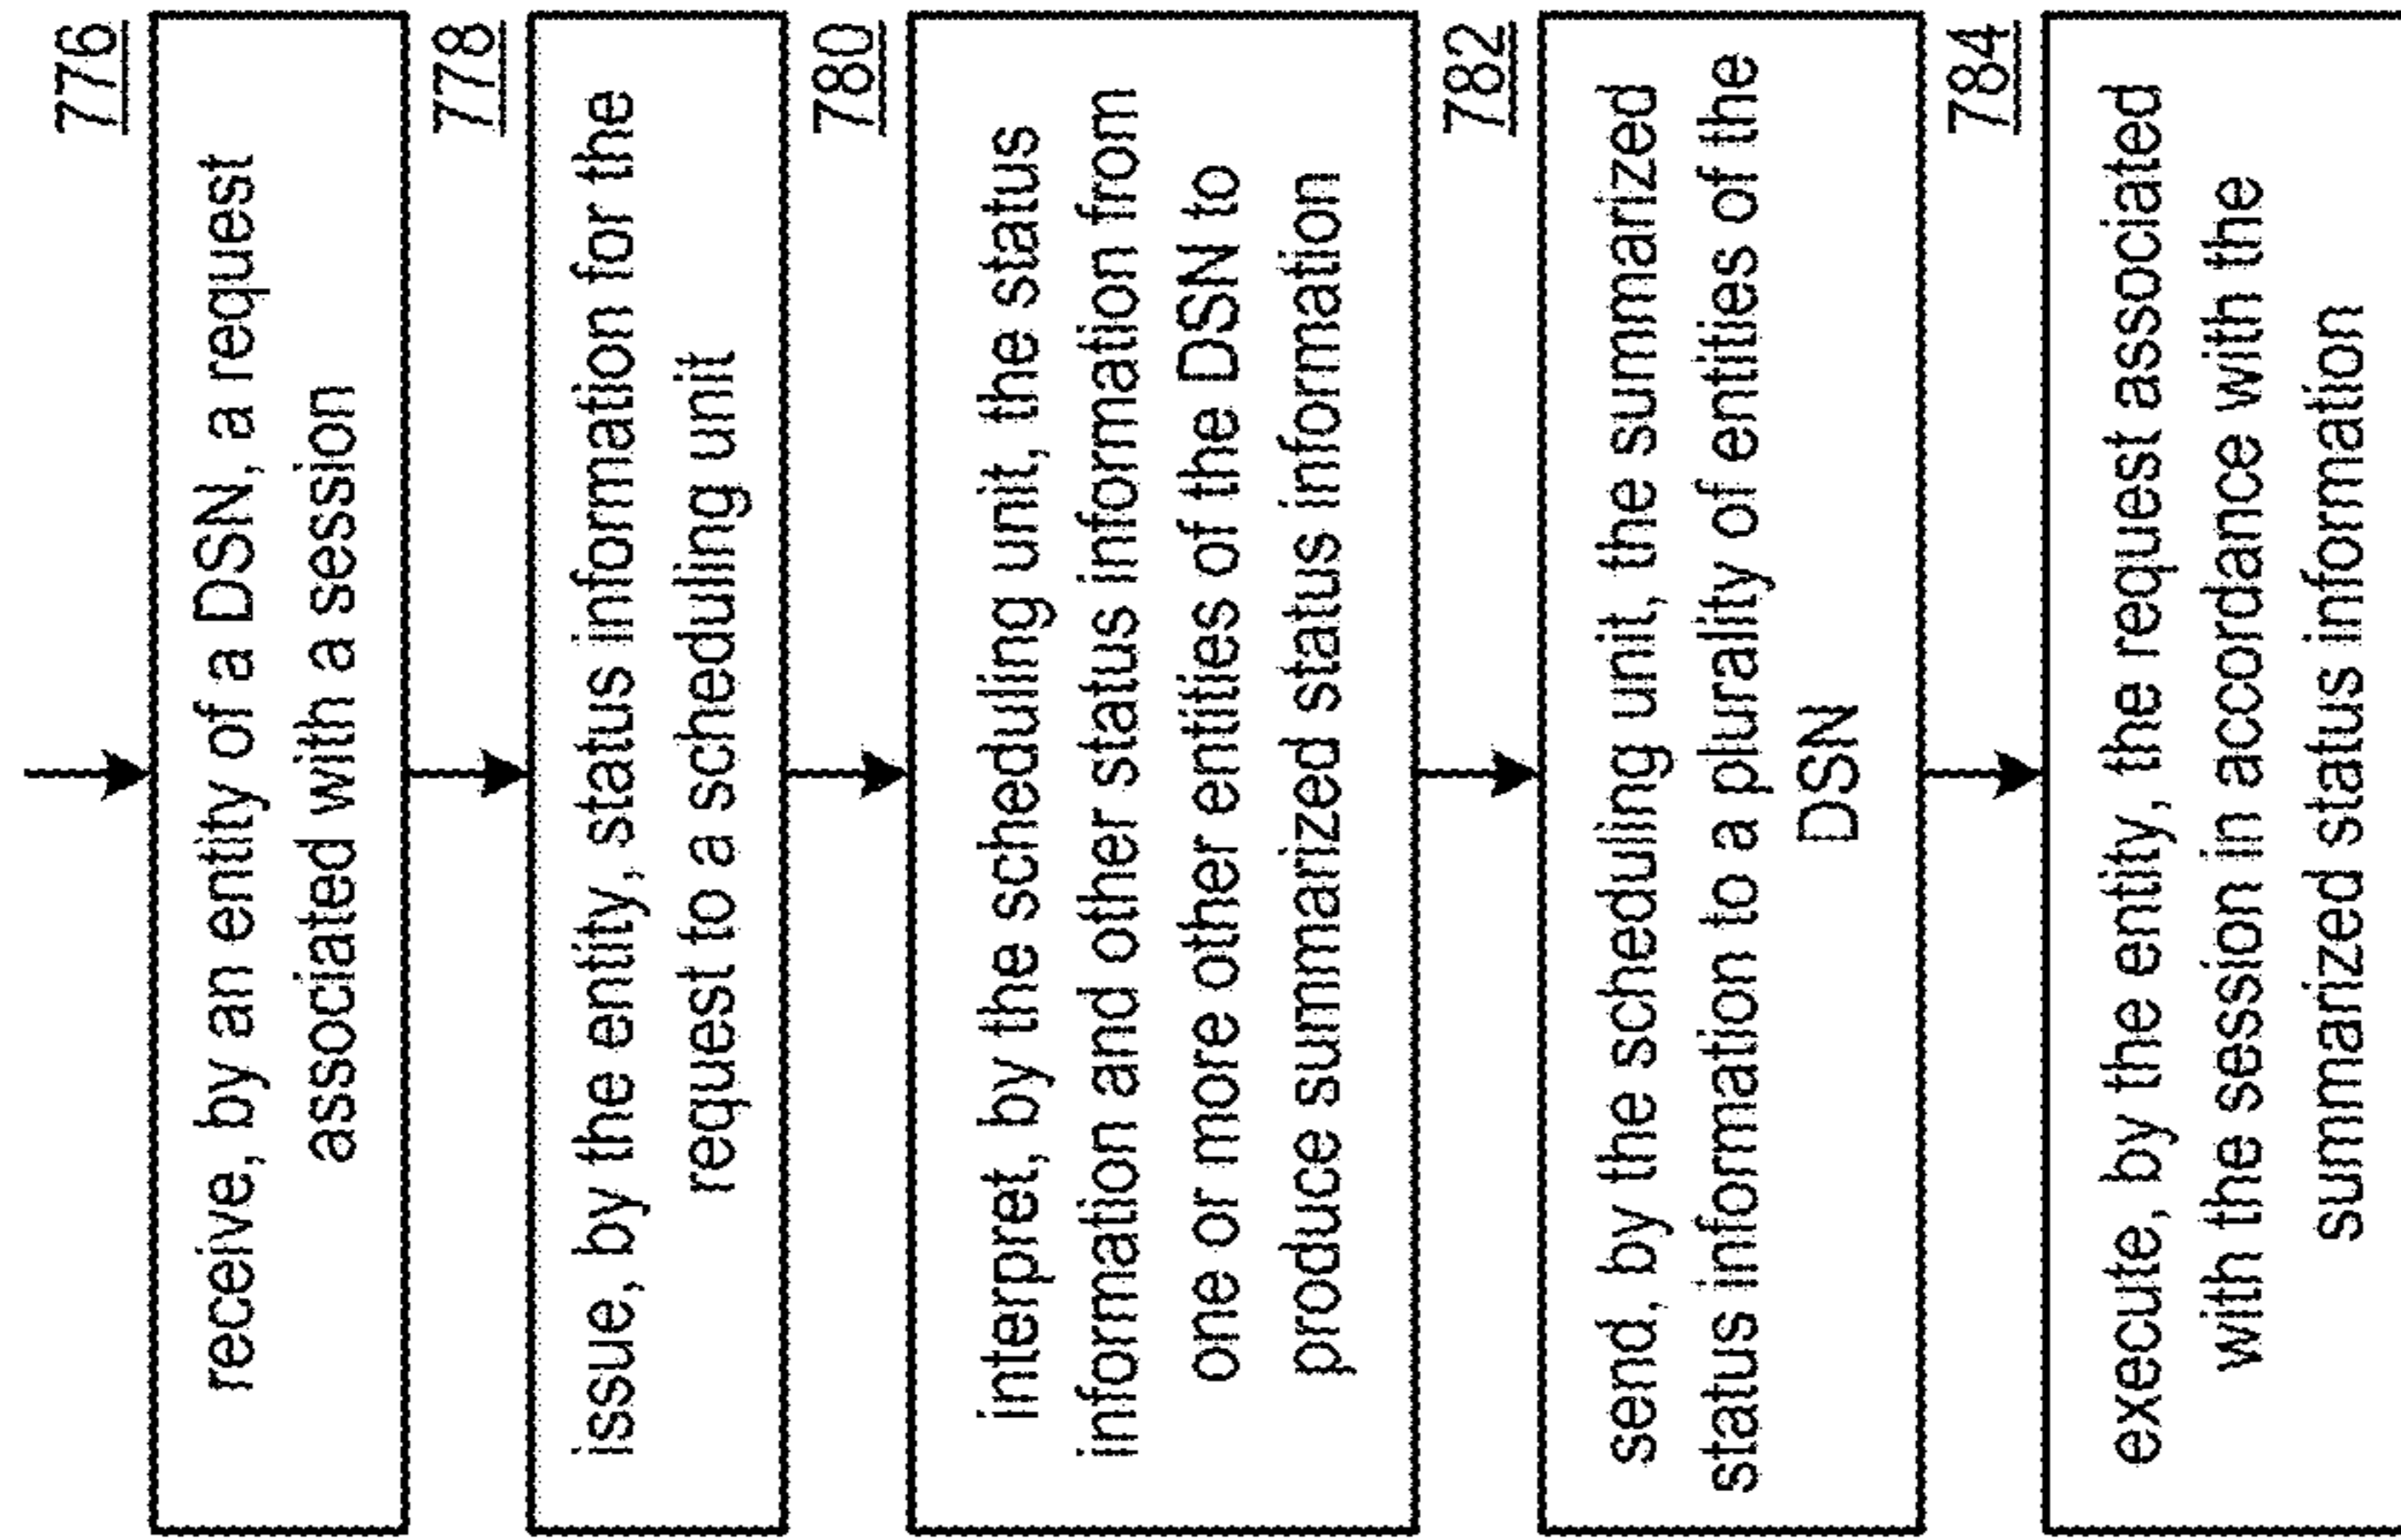 776
receive, by an entity of a DSN, a request
associated with a session
778
issue, by the entity, status information for the
request to a scheduling unit
780
interpret, by the scheduling unit, the status
information and other status information from
one or more other entities of the DSN to
produce summarized status information
782
send, by the scheduling unit, the summarized
status information to a plurality of entities of the
DSN
784
execute, by the entity, the request associated
with the session in accordance with the
summarized status information